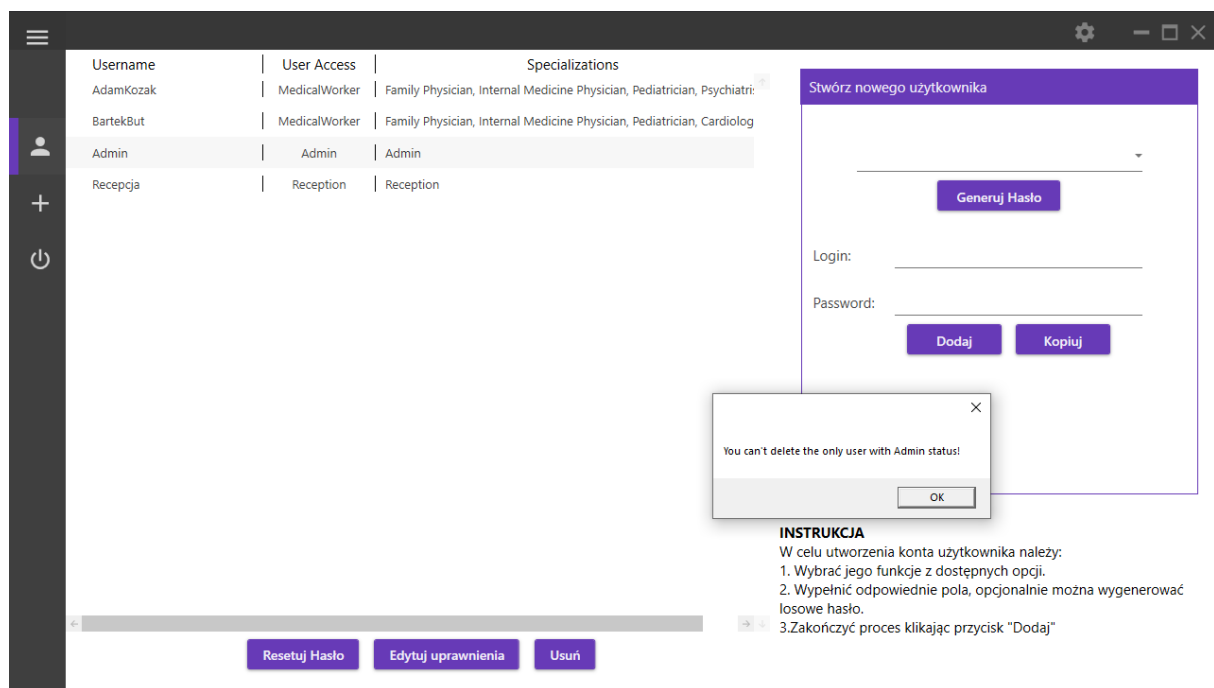 Username User Access Specializations
AdamKozak MedicalWorker Family Physician, Internal Medicine Physician, Pediatrician, Psychiatri
BartekBut MedicalWorker Family Physician, Internal Medicine Physician, Pediatrician, Cardiolog
Admin Admin Admin
Recepcja Reception Reception
Stwórz nowego użytkownika
Generuj Hasło
Login:
Password:
Dodaj Kopiuj
You can't delete the only user with Admin status!
OK
INSTRUKCJA
W celu utworzenia konta użytkownika należy:
1. Wybrać jego funkcje z dostępnych opcji.
2. Wypełnić odpowiednie pola, opcjonalnie można wygenerować
losowe hasło.
3.Zakończyć proces klikając przycisk "Dodaj"
Resetuj Hasło Edytuj uprawnienia Usuń